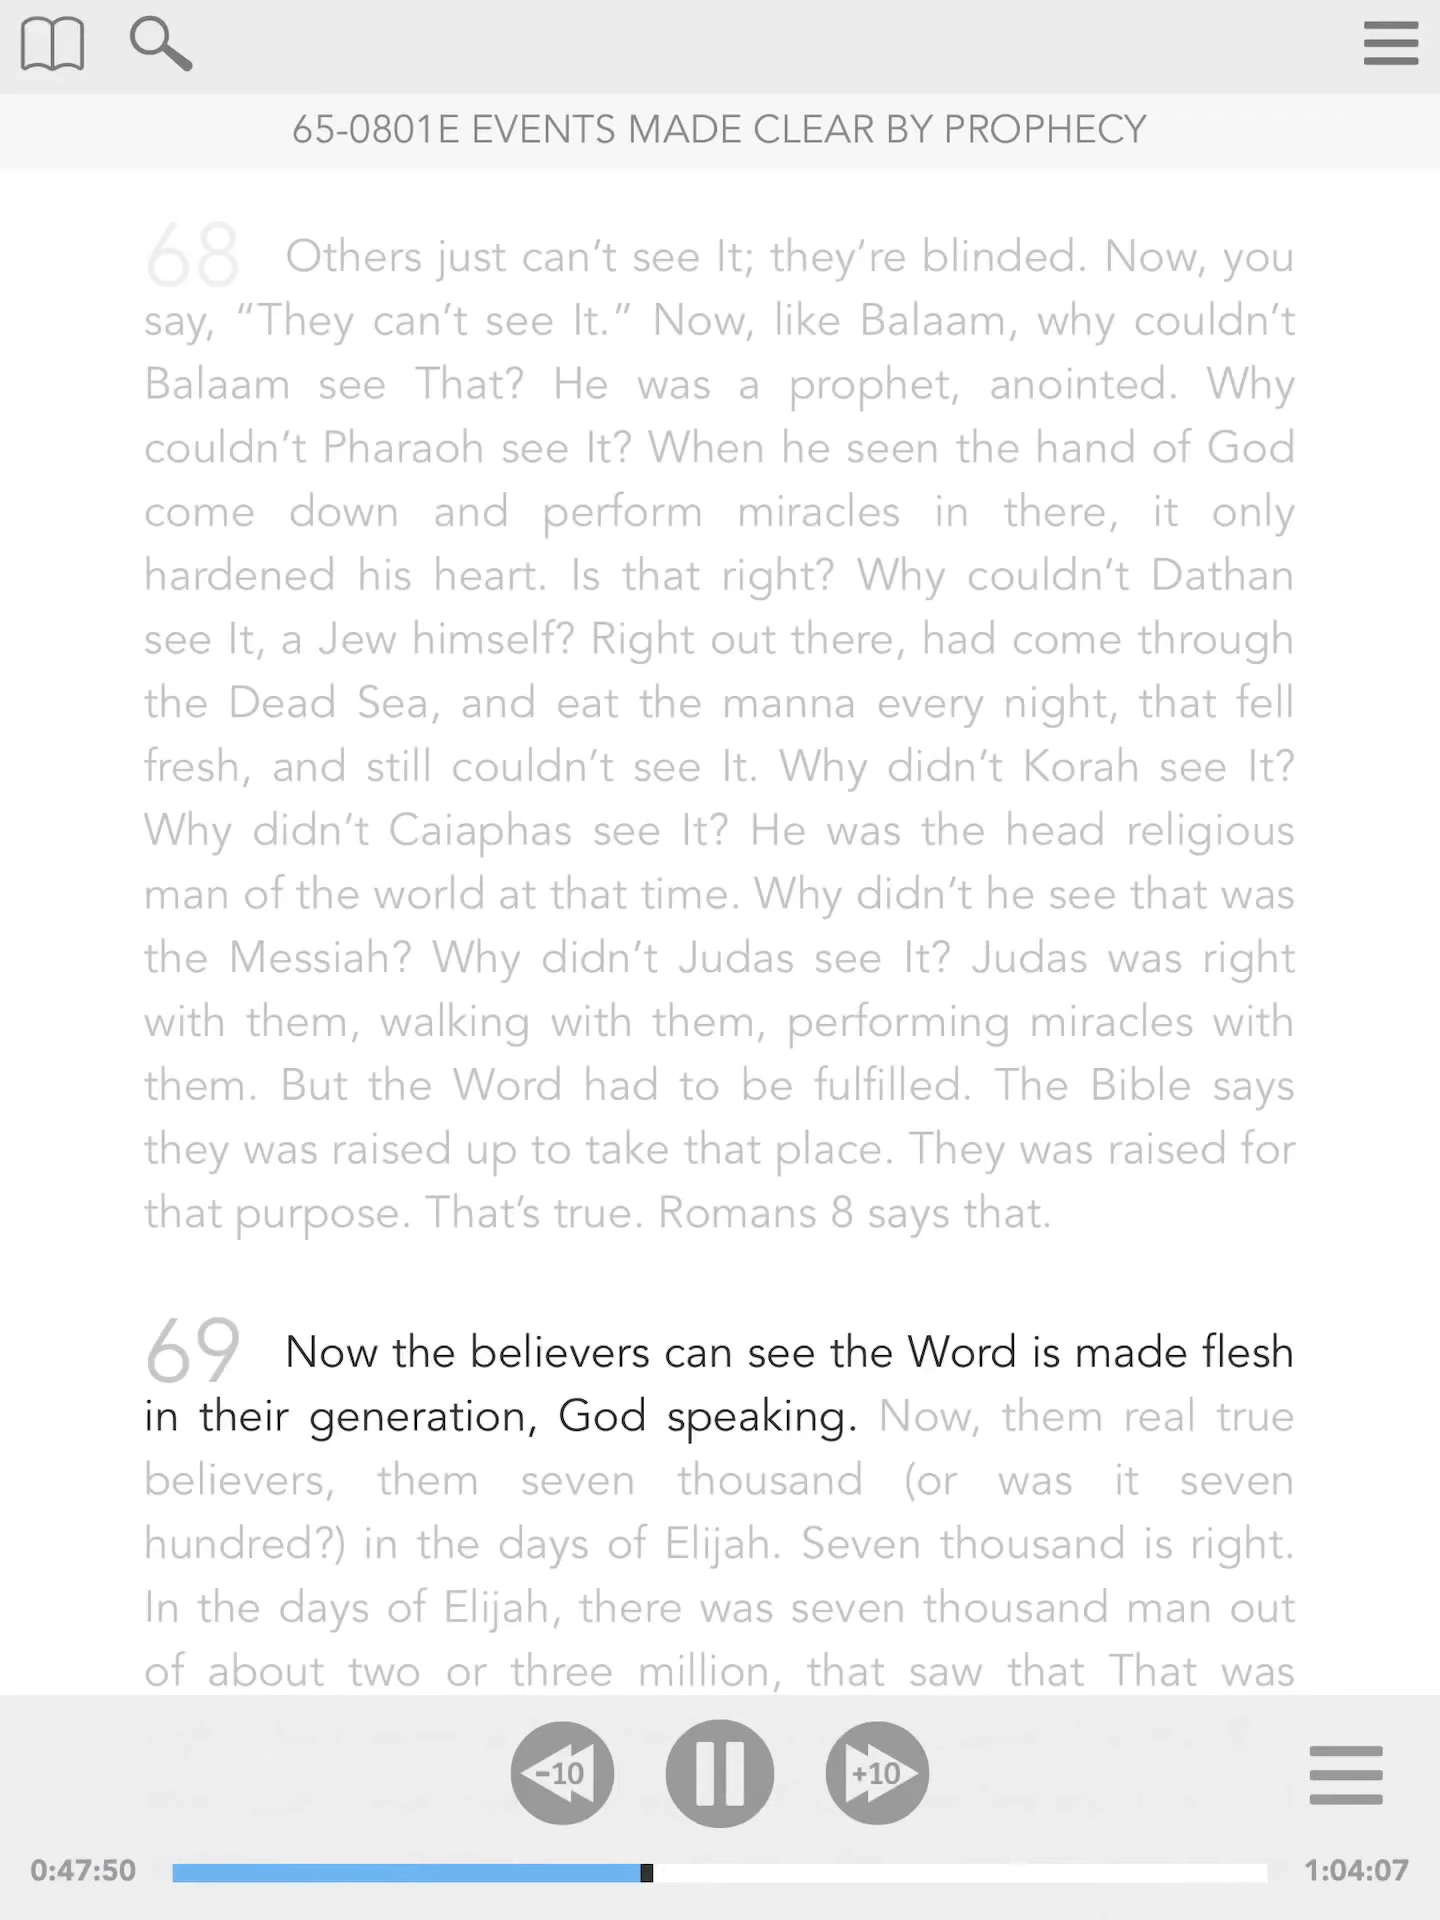 65-0801E EVENTS MADE CLEAR BY PROPHECY
68 Others just can’t see It; they’re blinded. Now, you
say, “They can’t see It.” Now, like Balaam, why couldn’t
Balaam see That? He was a prophet, anointed. Why
couldn’t Pharaoh see It? When he seen the hand of God
come down and perform miracles in there, it only
hardened his heart. Is that right? Why couldn’t Dathan
see It, a Jew himself? Right out there, had come through
the Dead Sea, and eat the manna every night, that fell
fresh, and still couldn’t see It. Why didn’t Korah see It?
Why didn’t Caiaphas see It? He was the head religious
man of the world at that time. Why didn’t he see that was
the Messiah? Why didn’t Judas see It? Judas was right
with them, walking with them, performing miracles with
them. But the Word had to be fulfilled. The Bible says
they was raised up to take that place. They was raised for
that purpose. That’s true. Romans 8 says that.
69 Now the believers can see the Word is made flesh
in their generation, God speaking. Now, them real true
believers, them seven thousand (or was it seven
hundred?) in the days of Elijah. Seven thousand is right.
In the days of Elijah, there was seven thousand man out
of about two or three million, that saw that That was
-10 +10
0:47:50 1:04:07